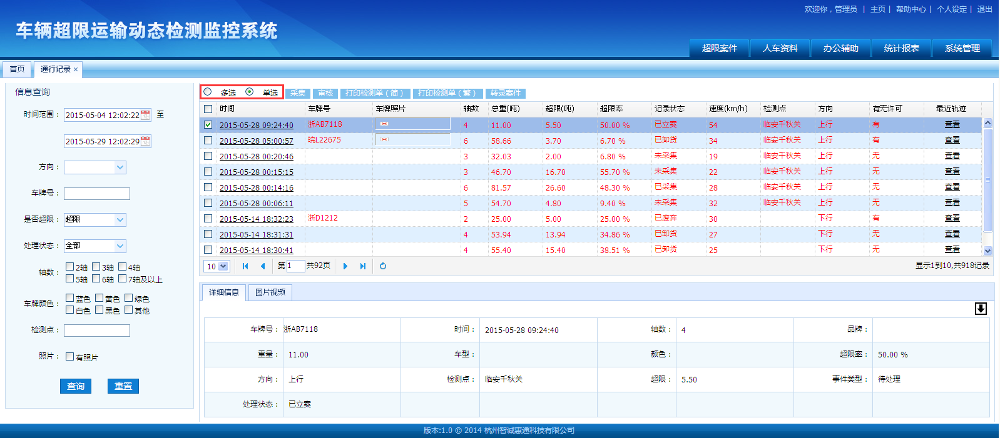 欢迎你，管理员 | 主页 | 帮助中心 | 个人设定 | 退出
车辆超限运输动态检测监控系统
超限案件 人车资料 办公辅助 统计报表 系统管理
首页 通行记录 ×
信息查询
时间范围： 2015-05-04 12:02:22 至
2015-05-29 12:02:29
方向：
车牌号：
是否超限： 超限
处理状态： 全部
轴数： 2轴 3轴 4轴
5轴 6轴 7轴及以上
车牌颜色： 蓝色 黄色 绿色
白色 黑色 其他
检测点：
照片： 有照片
查询 重置
多选 单选 采集 审核 打印检测单（简） 打印检测单（繁） 转录案件
时间 车牌号 车牌照片 轴数 总重(吨) 超限(吨) 超限率 记录状态 速度(km/h) 检测点 方向 有无许可 最近轨迹
2015-05-28 09:24:40 浙AB7118 4 11.00 5.50 50.00 % 已立案 54 临安千秋关 上行 有 查看
2015-05-28 05:00:57 皖L22675 6 58.66 3.70 6.70 % 已卸货 34 临安千秋关 上行 有 查看
2015-05-28 00:20:46 3 32.03 2.00 6.80 % 未采集 19 临安千秋关 上行 无 查看
2015-05-28 00:15:15 3 46.70 16.70 55.70 % 未采集 22 临安千秋关 上行 无 查看
2015-05-28 00:14:16 6 81.57 26.60 48.30 % 已采集 28 临安千秋关 上行 无 查看
2015-05-28 00:06:11 5 54.70 4.80 9.40 % 未采集 32 临安千秋关 上行 无 查看
2015-05-14 18:32:23 浙D1212 2 25.00 5.00 25.00 % 已废弃 30 下行 有 查看
2015-05-14 18:31:31 4 53.94 13.94 34.86 % 已卸货 27 下行 无 查看
2015-05-14 18:30:41 4 55.40 15.40 38.51 % 已卸货 25 下行 无 查看
10 第 1 共92页 显示1到10,共918记录
详细信息 图片视频
车牌号： 浙AB7118 时间： 2015-05-28 09:24:40 轴数： 4 品牌：
重量： 11.00 车型： 颜色： 超限率： 50.00 %
方向： 上行 检测点： 临安千秋关 超限： 5.50 事件类型： 待处理
处理状态： 已立案
版本:1.0 © 2014 杭州智诚惠通科技有限公司